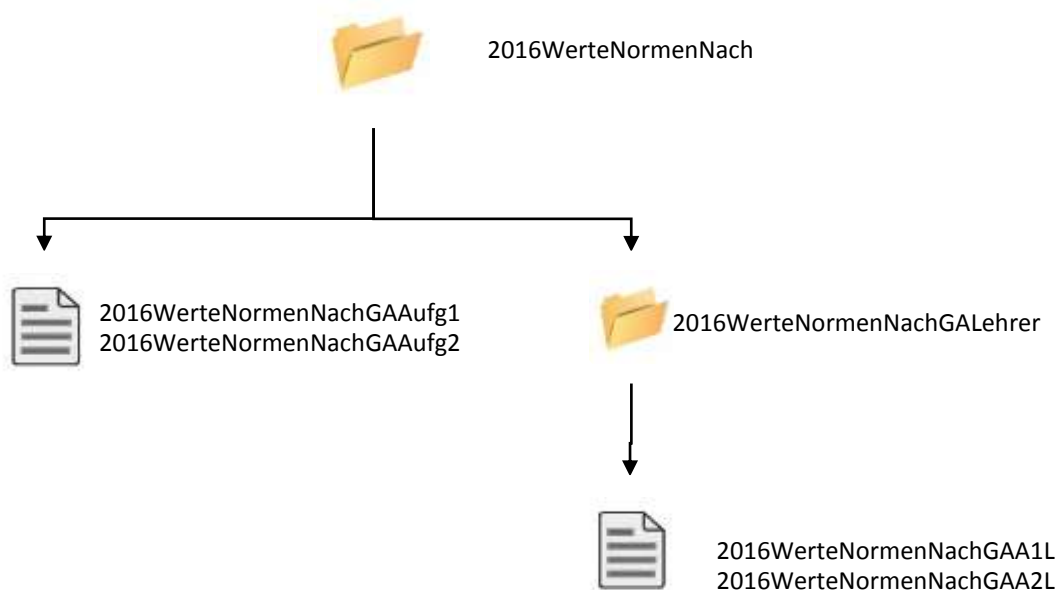 2016WerteNormenNach
2016WerteNormenNachGAAufg1
2016WerteNormenNachGAAufg2
2016WerteNormenNachGALehrer
2016WerteNormenNachGAA1L
2016WerteNormenNachGAA2L